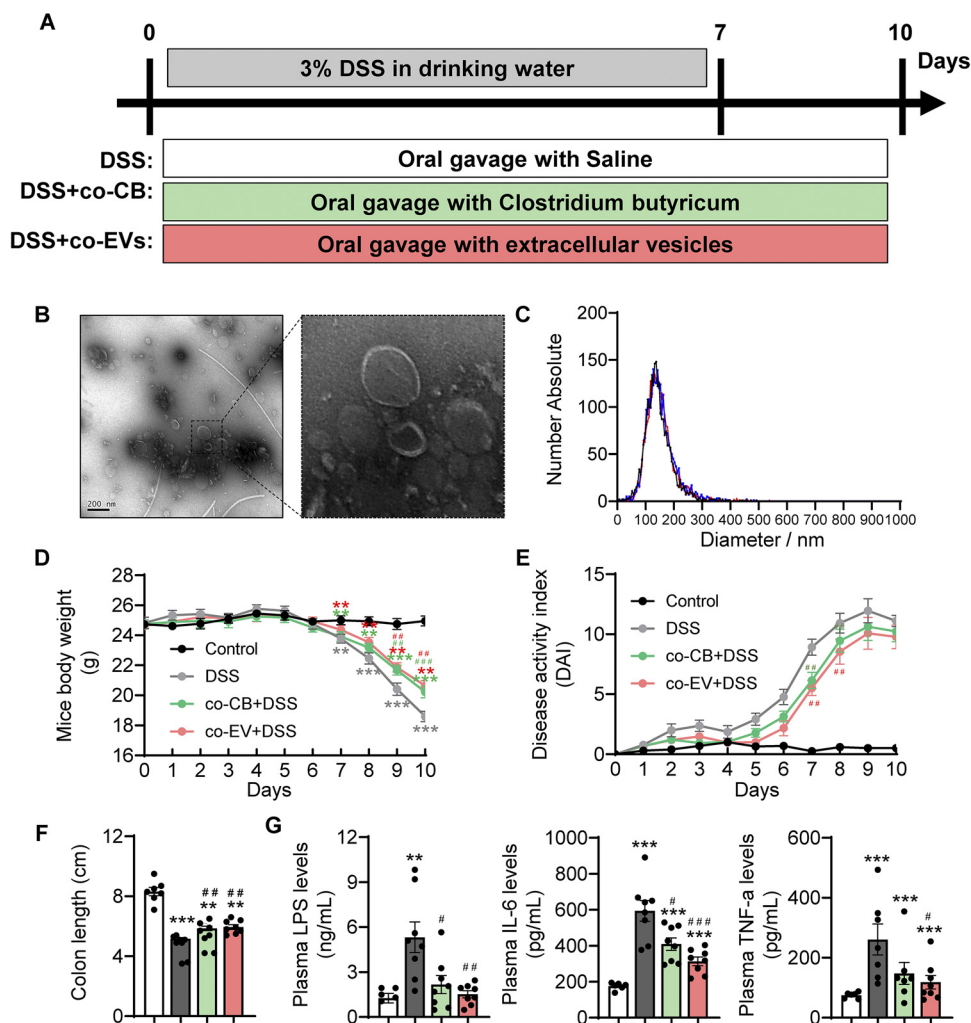 A
0
7
10
Days
3% DSS in drinking water
DSS:
Oral gavage with Saline
DSS+co-CB:
Oral gavage with Clostridium butyricum
DSS+co-EVs:
Oral gavage with extracellular vesicles
B
200 nm
C
Number Absolute
200
150
100
50
0
0 100 200 300 400 500 600 700 800 900 1000
Diameter / nm
D
Mice body weight
(g)
28
26
24
22
20
18
16
Control
DSS
co-CB+DSS
co-EV+DSS
**
**
**
**
**
***
##
##
**
***
***
##
###
**
***
***
0 1 2 3 4 5 6 7 8 9 10
Days
E
Disease activity index
(DAI)
15
10
5
0
Control
DSS
co-CB+DSS
co-EV+DSS
##
##
##
##
0 1 2 3 4 5 6 7 8 9 10
Days
F
Colon length (cm)
12
8
4
0
***
##
**
##
**
G
Plasma LPS levels
(ng/mL)
12
9
6
3
0
**
#
##
Plasma IL-6 levels
(pg/mL)
1000
800
600
400
200
0
***
#
***
###
***
Plasma TNF-a levels
(pg/mL)
600
400
200
0
***
***
#
***